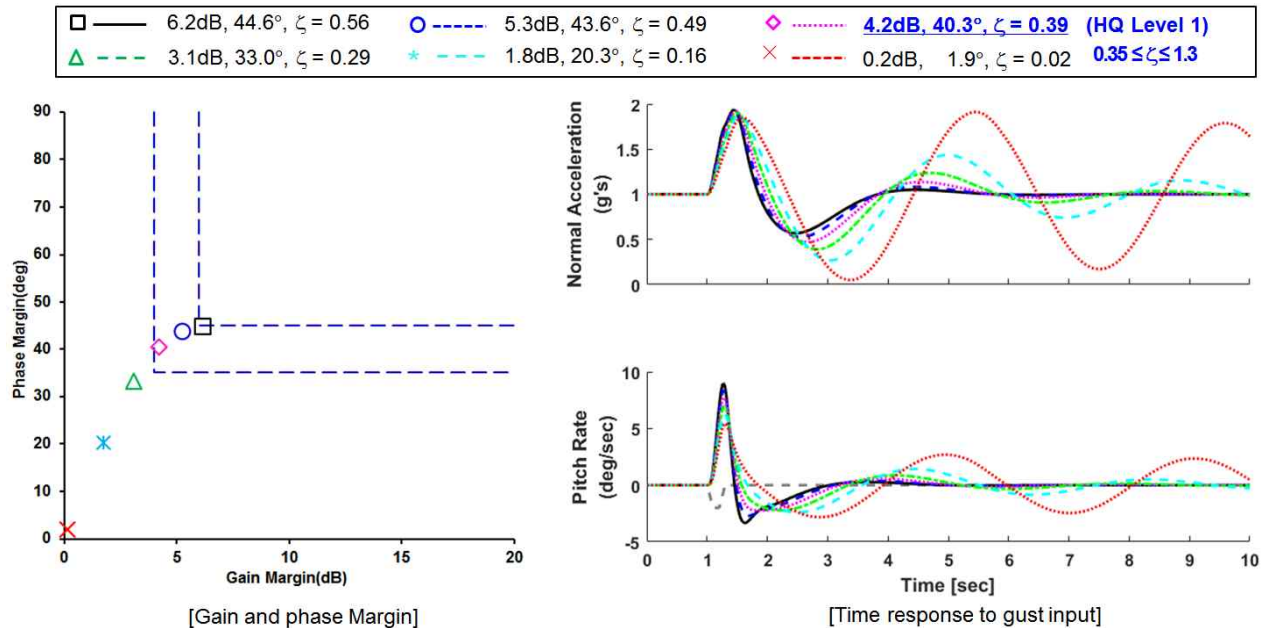 6.2dB, 44.6°, ζ = 0.56 5.3dB, 43.6°, ζ = 0.49 4.2dB, 40.3°, ζ = 0.39 (HQ Level 1)
3.1dB, 33.0°, ζ = 0.29 1.8dB, 20.3°, ζ = 0.16 0.2dB, 1.9°, ζ = 0.02 0.35 ≤ ζ ≤ 1.3
90
80
70
60
50
40
30
20
10
0
Phase Margin(deg)
0 5 10 15 20
Gain Margin(dB)
[Gain and phase Margin]
2
1.5
1
0.5
0
Normal Acceleration
(g's)
10
5
0
-5
Pitch Rate
(deg/sec)
0 1 2 3 4 5 6 7 8 9 10
Time [sec]
[Time response to gust input]